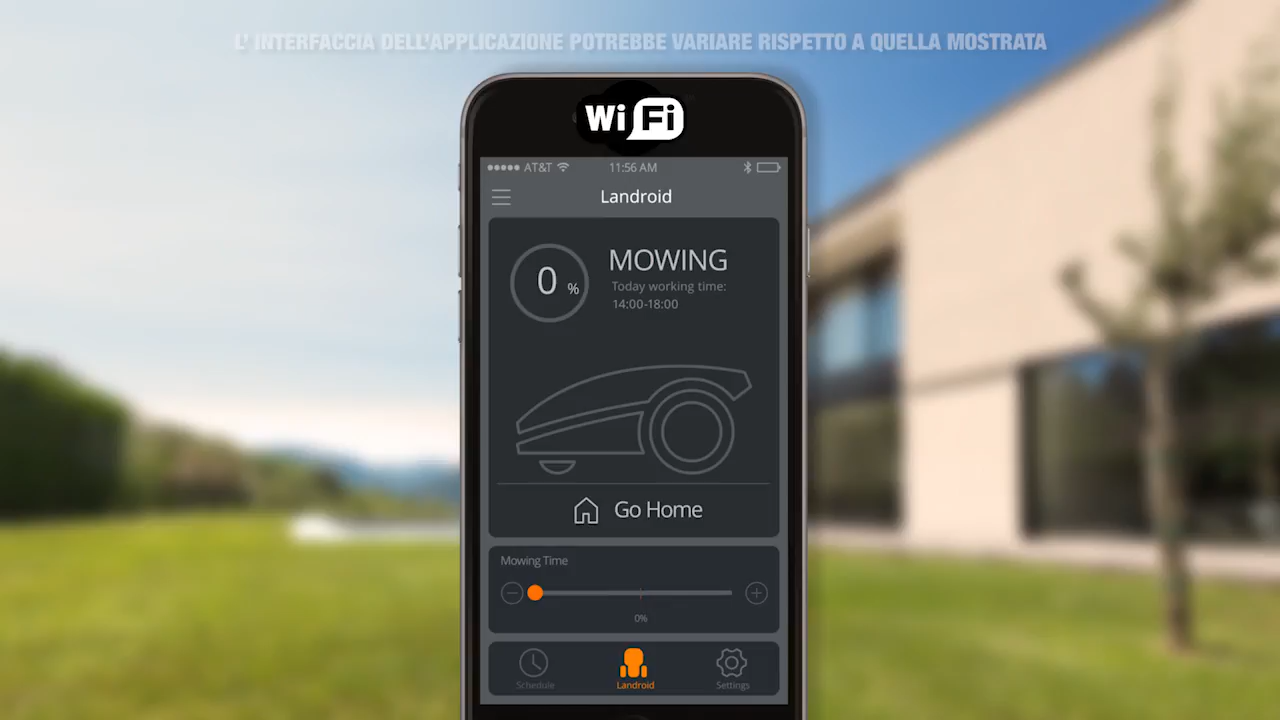 L' INTERFACCIA DELL'APPLICAZIONE POTREBBE VARIARE RISPETTO A QUELLA MOSTRATA
WiFi
AT&T 11:56 AM
Landroid
0 % MOWING
Today working time:
14:00-18:00
Go Home
Mowing Time
0%
Schedule Landroid Settings